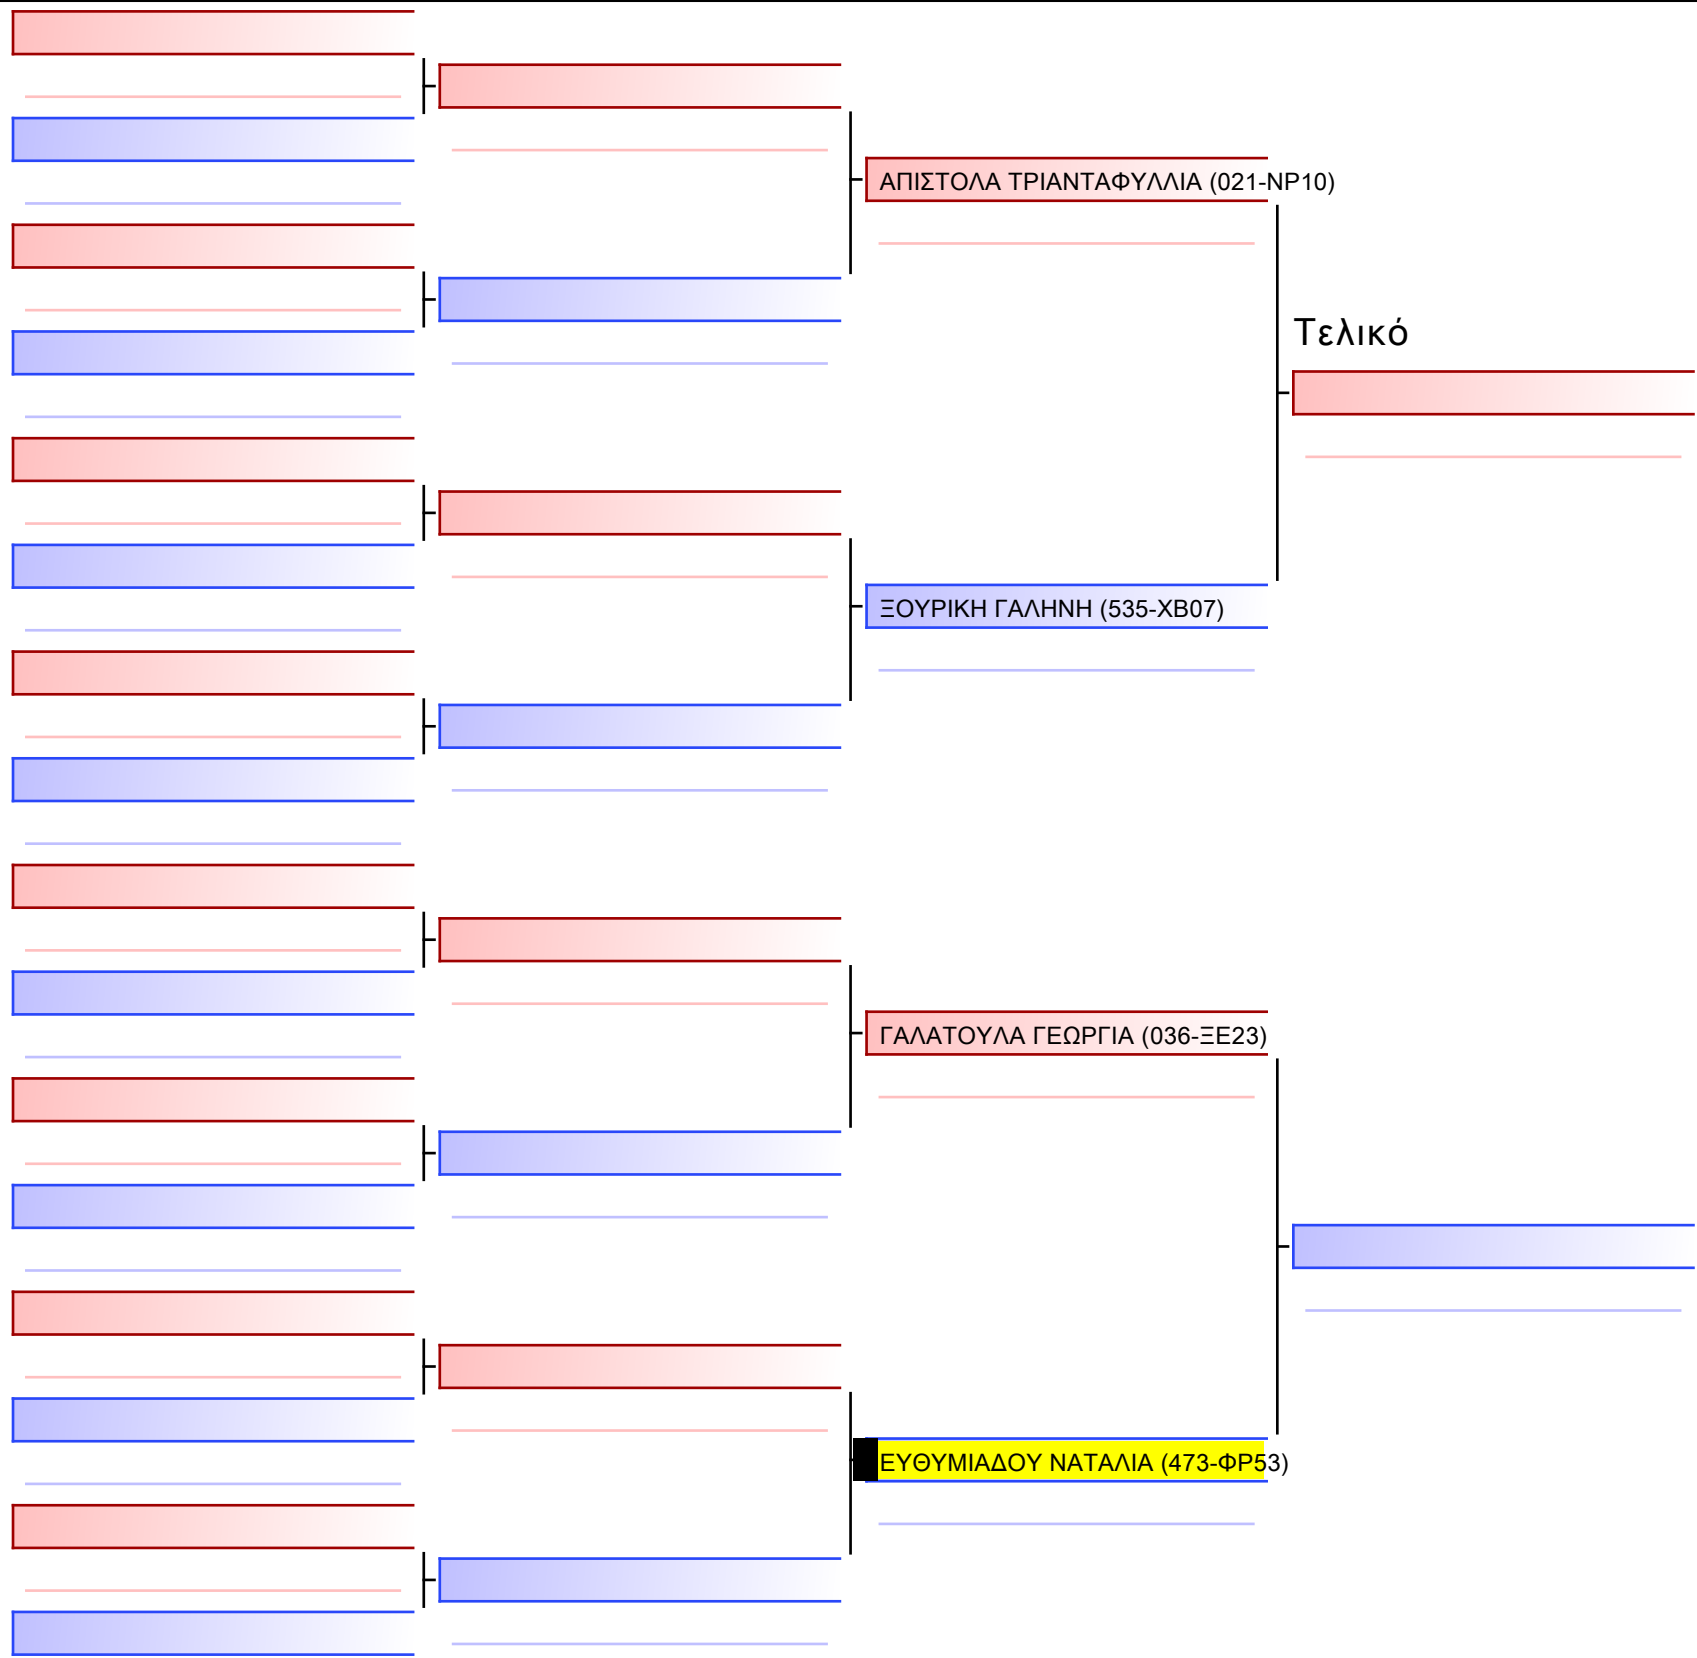 ΑΠΙΣΤΟΛΑ ΤΡΙΑΝΤΑΦΥΛΛΙΑ (021-ΝΡ10)
Τελικό
ΞΟΥΡΙΚΗ ΓΑΛΗΝΗ (535-ΧΒ07)
ΓΑΛΑΤΟΥΛΑ ΓΕΩΡΓΙΑ (036-ΞΕ23)
ΕΥΘΥΜΙΑΔΟΥ ΝΑΤΑΛΙΑ (473-ΦΡ53)